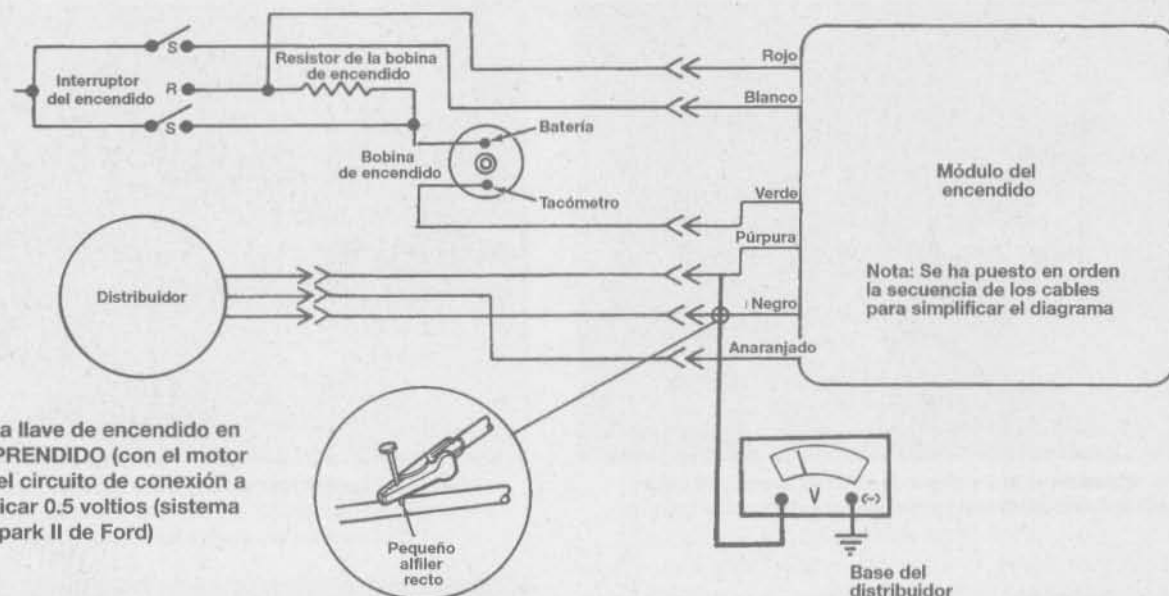 S
Interruptor
del encendido
R
S
Resistor de la bobina
de encendido
Batería
Bobina
de encendido
Tacómetro
Rojo
Blanco
Verde
Púrpura
Negro
Anaranjado
Módulo del
encendido
Nota: Se ha puesto en orden
la secuencia de los cables
para simplificar el diagrama
Distribuidor
a llave de encendido en
PRENDIDO (con el motor
el circuito de conexión a
icar 0.5 voltios (sistema
park II de Ford)
Pequeño
alfiler
recto
V
(–)
Base del
distribuidor